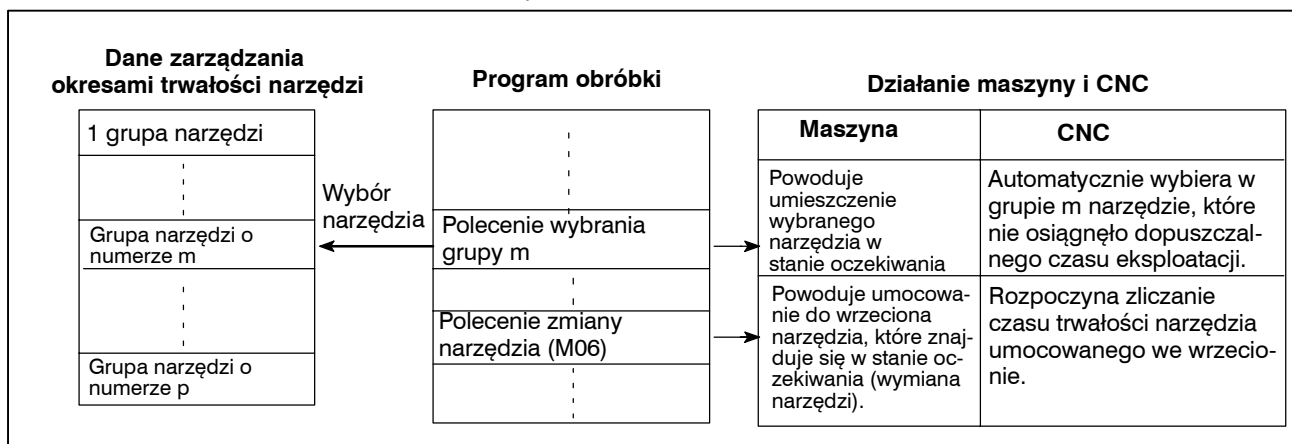 Dane zarządzania
okresami trwałości narzędzi
1 grupa narzędzi
Grupa narzędzi o
numerze m
Grupa narzędzi o
numerze p
Wybór
narzędzia
Program obróbki
Polecenie wybrania
grupy m
Polecenie zmiany
narzędzia (M06)
Działanie maszyny i CNC
Maszyna
CNC
Powoduje
umieszczenie
wybranego
narzędzia w
stanie oczekiwania
Automatycznie wybiera w
grupie m narzędzie, które
nie osiągnęło dopuszczal-
nego czasu eksploatacji.
Powoduje umocowa-
nie do wrzeciona
narzędzia, które znaj-
duje się w stanie oc-
zekiwania (wymiana
narzędzi).
Rozpoczyna zliczanie
czasu trwałości narzędzia
umocowanego we wrzecio-
nie.